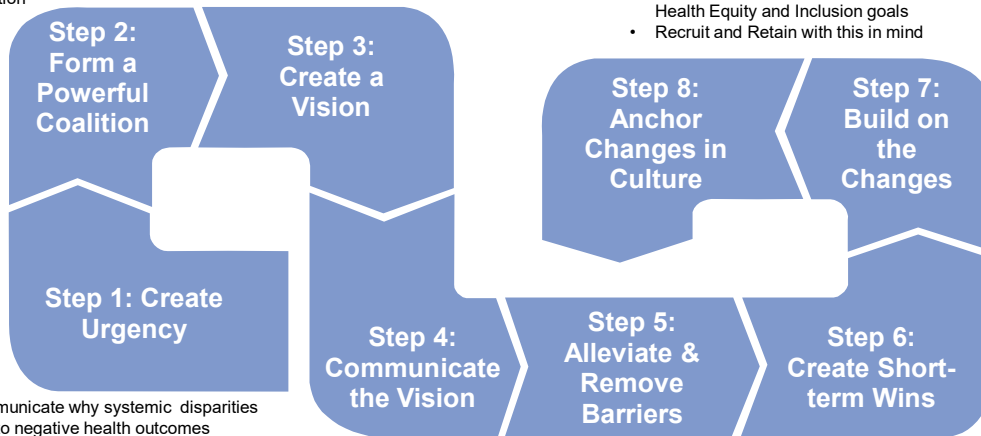 Health Equity and Inclusion goals
• Recruit and Retain with this in mind
Step 2:
Form a
Powerful
Coalition
Step 3:
Create a
Vision
Step 8:
Anchor
Changes in
Culture
Step 7:
Build on
the
Changes
Step 1: Create
Urgency
Step 4:
Communicate
the Vision
Step 5:
Alleviate &
Remove
Barriers
Step 6:
Create Short-
term Wins
why systemic disparities
negative health outcomes